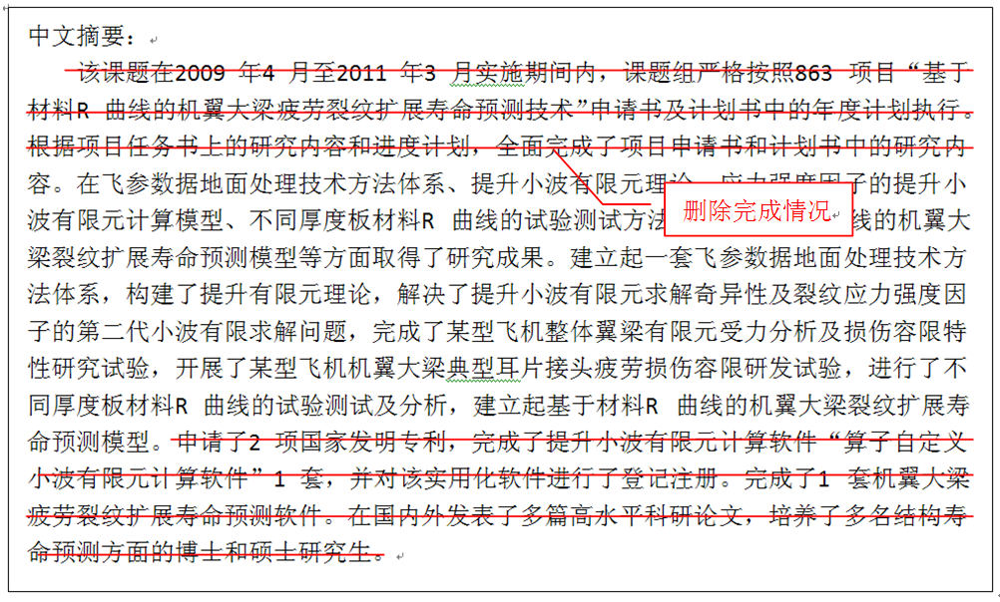 中文摘要：
该课题在2009 年4 月至2011 年3 月实施期间内，课题组严格按照863 项目“基于
材料R 曲线的机翼大梁疲劳裂纹扩展寿命预测技术”申请书及计划书中的年度计划执行。
根据项目任务书上的研究内容和进度计划，全面完成了项目申请书和计划书中的研究内
容。在飞参数据地面处理技术方法体系、提升小波有限元理论、应力强度因子的提升小
波有限元计算模型、不同厚度板材料R 曲线的试验测试方法 线的机翼大
删除完成情况
梁裂纹扩展寿命预测模型等方面取得了研究成果。建立起一套飞参数据地面处理技术方
法体系，构建了提升有限元理论，解决了提升小波有限元求解奇异性及裂纹应力强度因
子的第二代小波有限求解问题，完成了某型飞机整体翼梁有限元受力分析及损伤容限特
性研究试验，开展了某型飞机机翼大梁典型耳片接头疲劳损伤容限研发试验，进行了不
同厚度板材料R 曲线的试验测试及分析，建立起基于材料R 曲线的机翼大梁裂纹扩展寿
命预测模型。申请了2 项国家发明专利，完成了提升小波有限元计算软件“算子自定义
小波有限元计算软件”1 套，并对该实用化软件进行了登记注册。完成了1 套机翼大梁
疲劳裂纹扩展寿命预测软件。在国内外发表了多篇高水平科研论文，培养了多名结构寿
命预测方面的博士和硕士研究生。